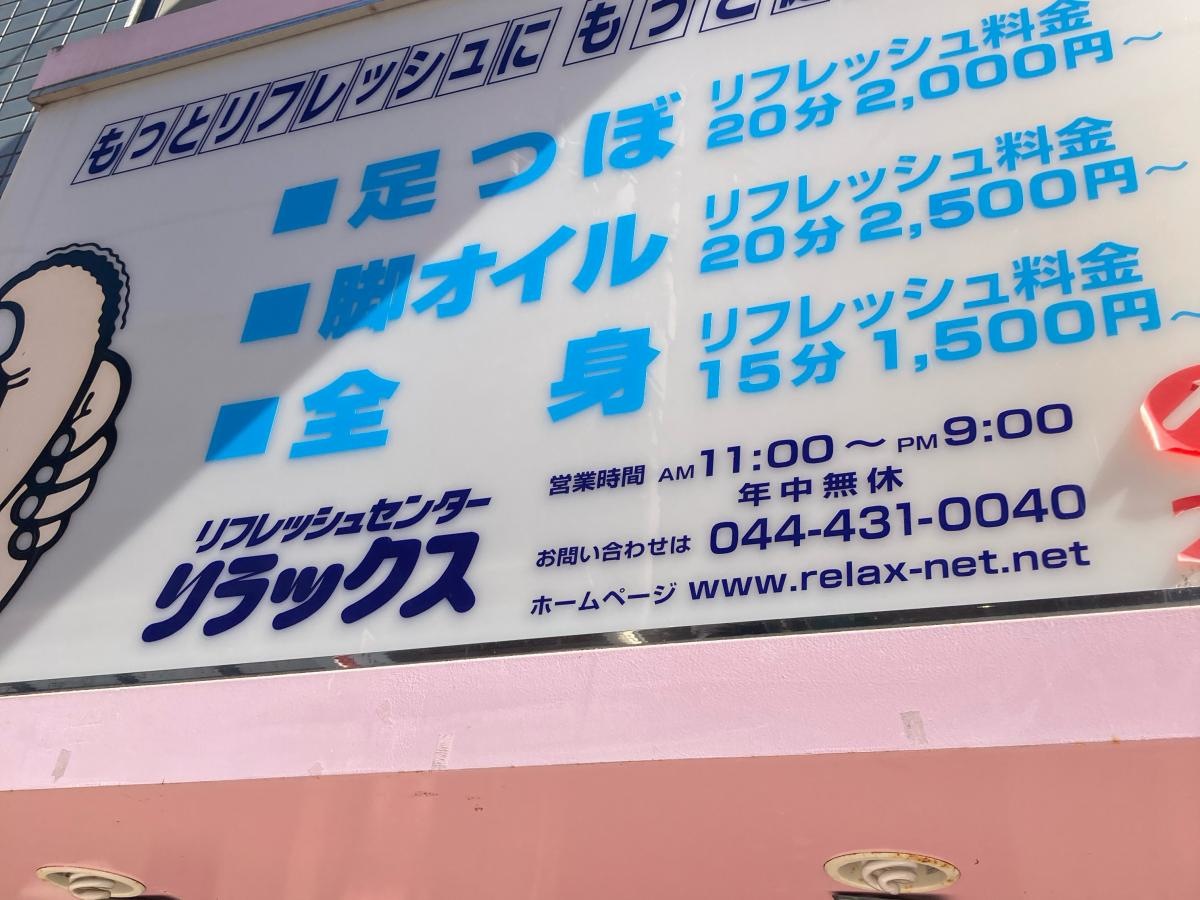 もっとリフレッシュに もっと
■足つぼ リフレッシュ料金
20分 2,000円～
■脚オイル リフレッシュ料金
20分 2,500円～
■全身 リフレッシュ料金
15分 1,500円～
営業時間 AM11:00～PM9:00
年中無休
リフレッシュセンター
リラックス
お問い合わせは 044-431-0040
ホームページ www.relax-net.net